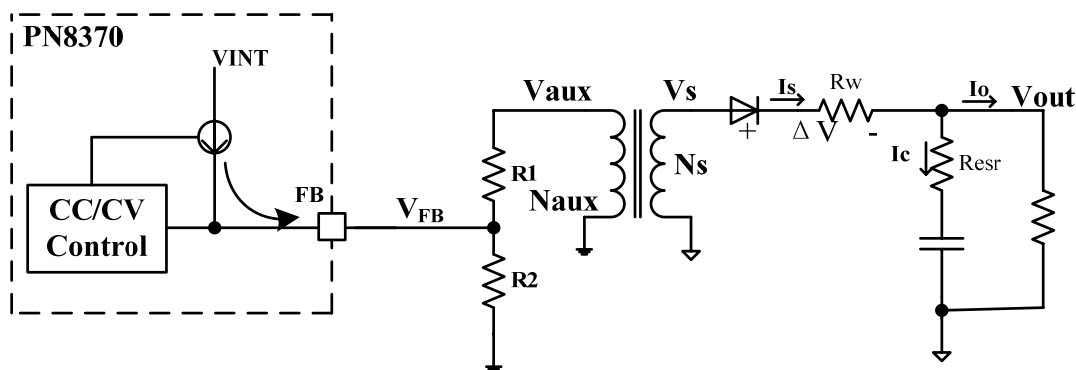 PN8370
VINT
CC/CV
Control
FB
VFB
Vaux
R1
Naux
R2
Vs
Ns
Is
Rw
+ Δ V -
Io
Vout
Ic
Resr